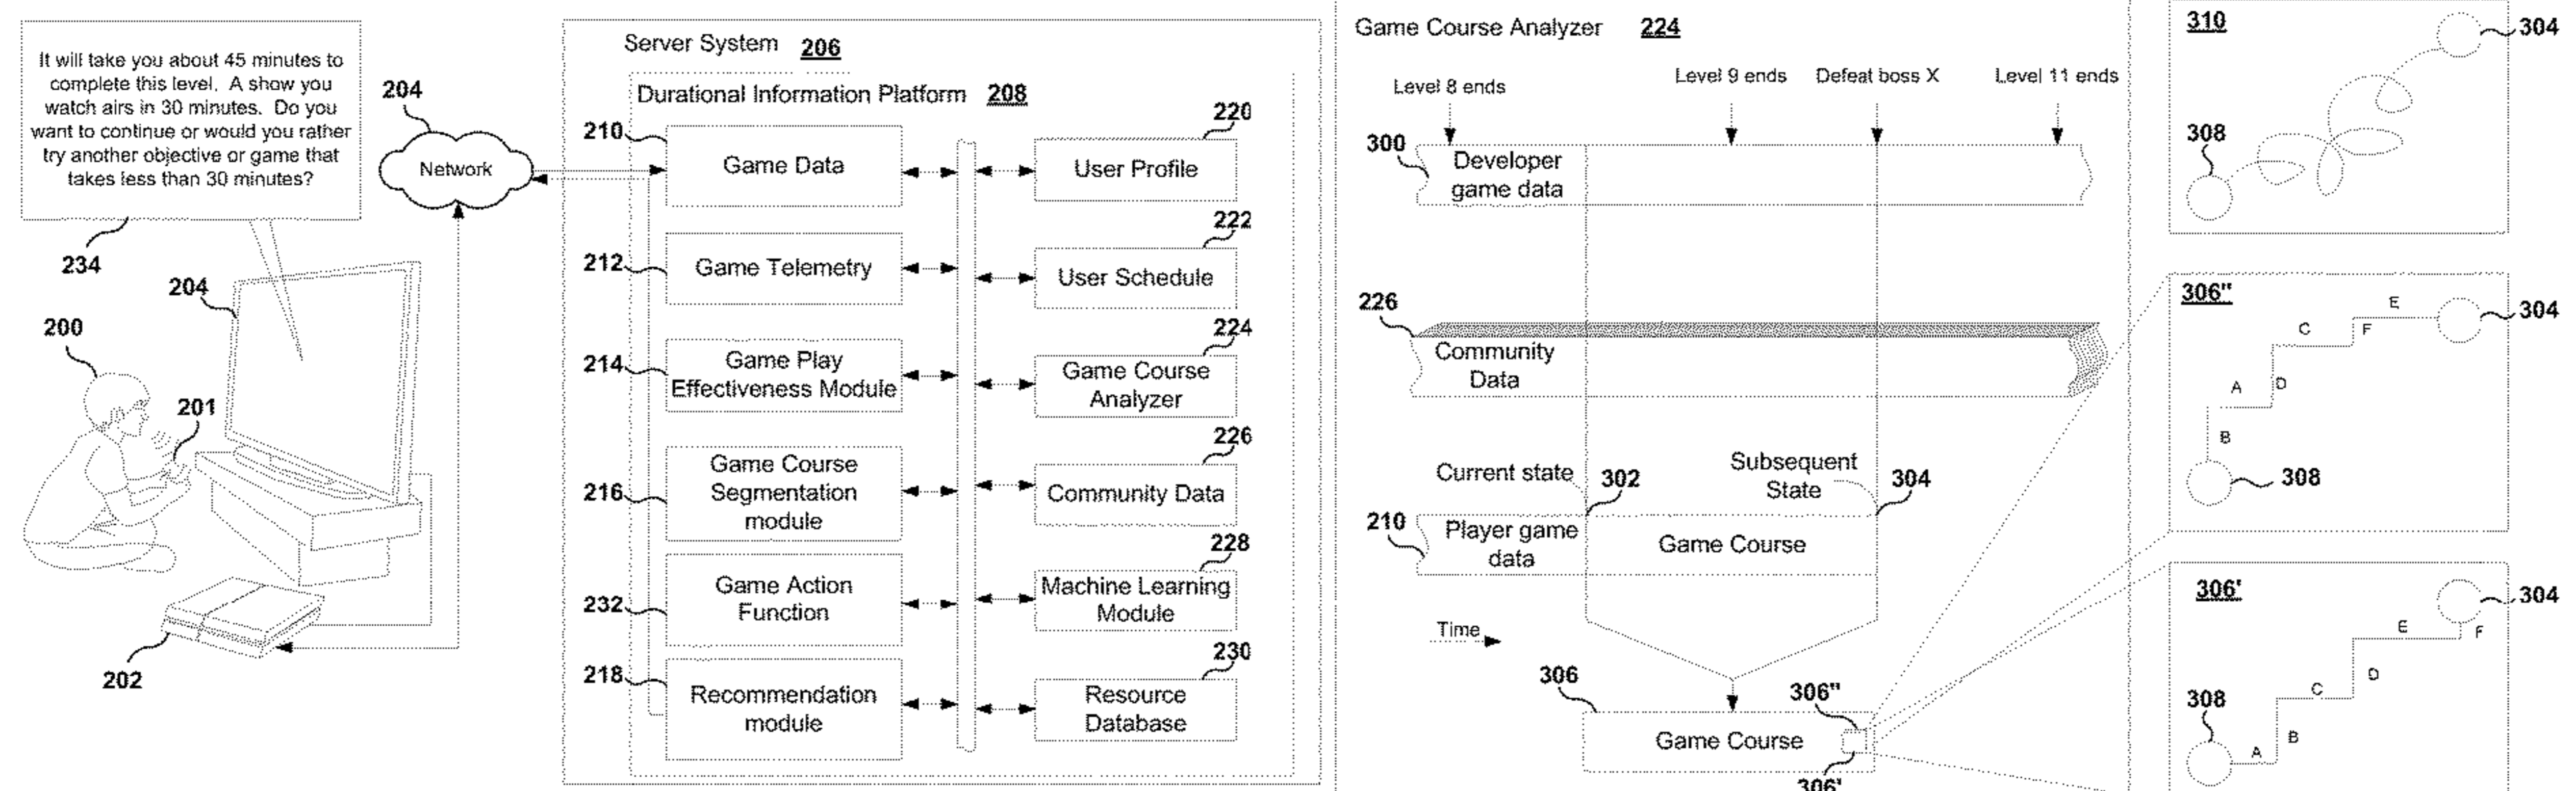 It will take you about 45 minutes to
complete this level. A show you
watch airs in 30 minutes. Do you
want to continue or would you rather
try another objective or game that
takes less than 30 minutes?
234
204
200
201
202
204
Network
Server System 206
Durational Information Platform 208
210
Game Data
212
Game Telemetry
214
Game Play
Effectiveness Module
216
Game Course
Segmentation
module
232
Game Action
Function
218
Recommendation
module
220
User Profile
222
User Schedule
224
Game Course
Analyzer
226
Community Data
228
Machine Learning
Module
230
Resource
Database
Game Course Analyzer 224
Level 8 ends
Level 9 ends
Defeat boss X
Level 11 ends
300
Developer
game data
226
Community
Data
Current state
302
Subsequent
State
304
210
Player game
data
Game Course
Time
306
306"
Game Course
306'
310
304
308
306"
304
E
C
F
A
D
B
308
306'
304
E
F
D
C
308
B
A